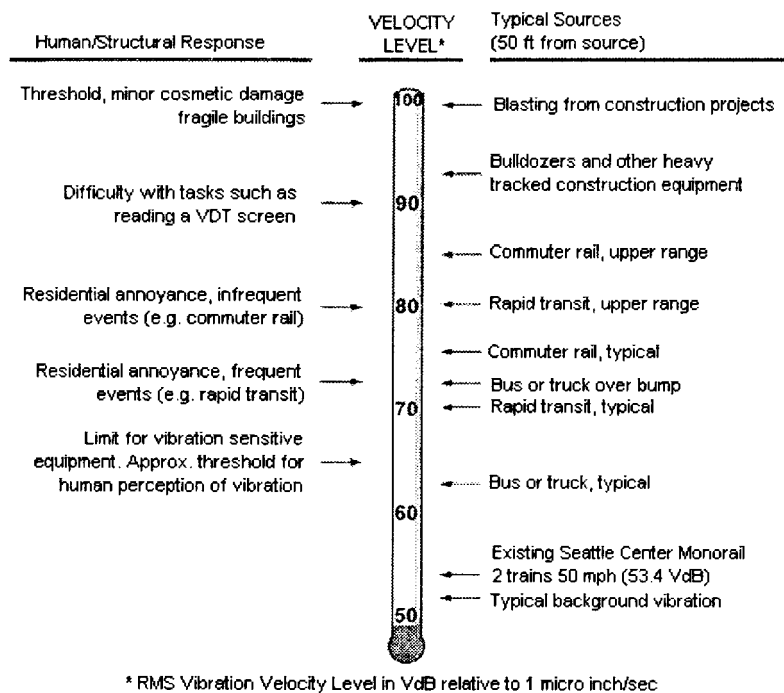 Human/Structural Response
VELOCITY
LEVEL*
Typical Sources
(50 ft from source)
Threshold, minor cosmetic damage
fragile buildings
Difficulty with tasks such as
reading a VDT screen
Residential annoyance, infrequent
events (e.g. commuter rail)
Residential annoyance, frequent
events (e.g. rapid transit)
Limit for vibration sensitive
equipment. Approx. threshold for
human perception of vibration
100
90
80
70
60
50
Blasting from construction projects
Bulldozers and other heavy
tracked construction equipment
Commuter rail, upper range
Rapid transit, upper range
Commuter rail, typical
Bus or truck over bump
Rapid transit, typical
Bus or truck, typical
Existing Seattle Center Monorail
2 trains 50 mph (53.4 VdB)
Typical background vibration
* RMS Vibration Velocity Level in VdB relative to 1 micro inch/sec